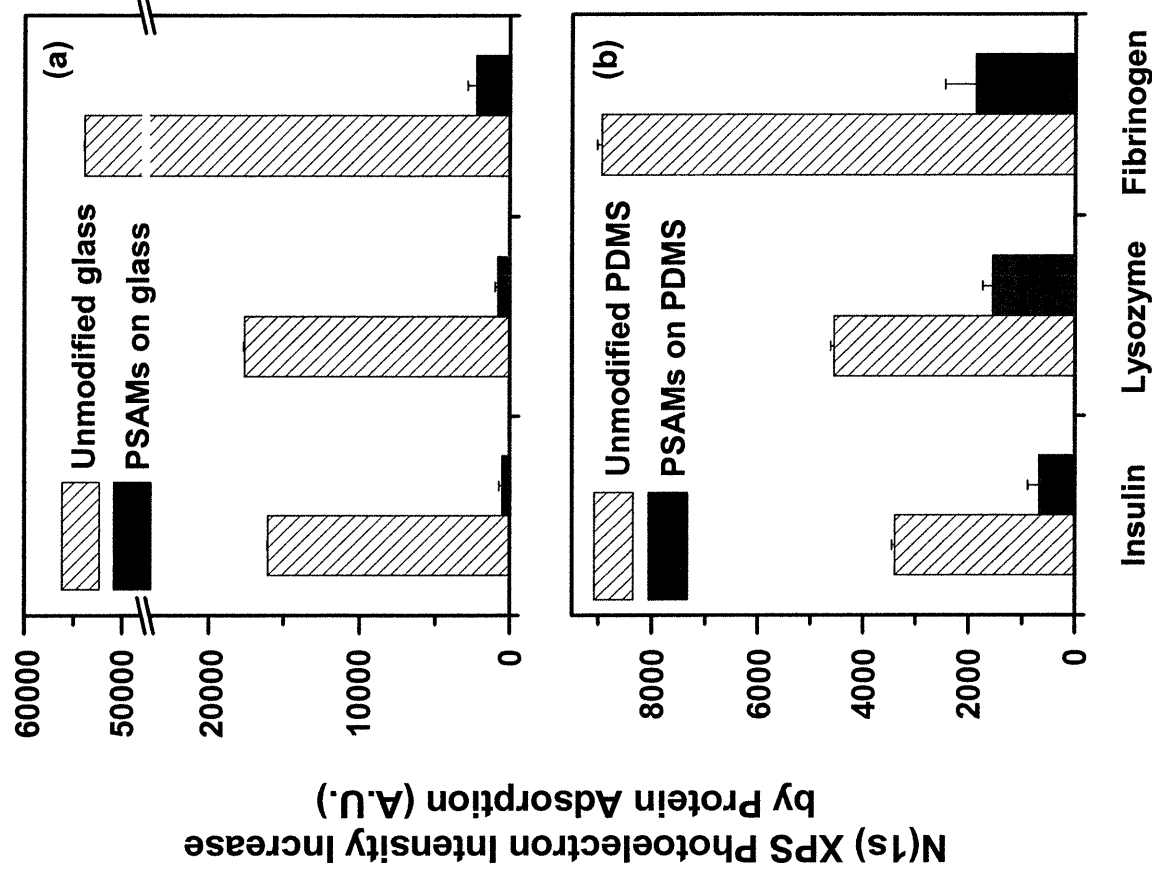 N(1s) XPS Photoelectron Intensity Increase
by Protein Adsorption (A.U.)
(a)
Unmodified glass
PSAMs on glass
60000
50000
20000
10000
0
(b)
Unmodified PDMS
PSAMs on PDMS
8000
6000
4000
2000
0
Insulin Lysozyme Fibrinogen